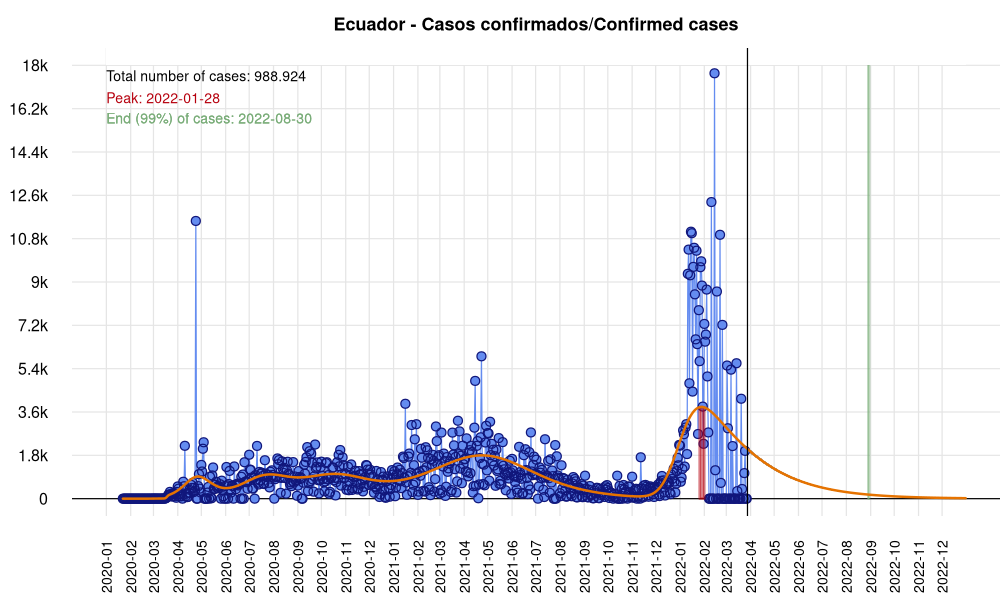 Ecuador - Casos confirmados/Confirmed cases
18k
Total number of cases: 988.924
Peak: 2022-01-28
16.2k
End (99%) of cases: 2022-08-30
14.4k
12.6k
10.8k
9k
7.2k
5.4k
3.6k
1.8k
0
2020-01
2020-02
2020-03
2020-04
2020-05
2020-06
2020-07
2020-08
2020-09
2020-10
2020-11
2020-12
2021-01
2021-02
2021-03
2021-04
2021-05
2021-06
2021-07
2021-08
2021-09
2021-10
2021-11
2021-12
2022-01
2022-02
2022-03
2022-04
2022-05
2022-06
2022-07
2022-08
2022-09
2022-10
2022-11
2022-12